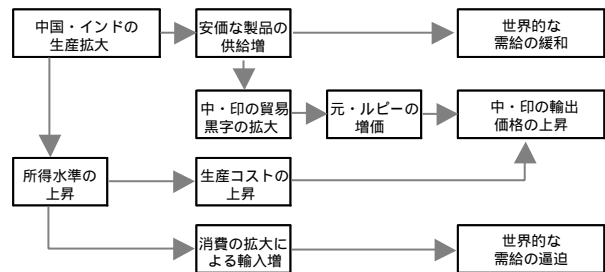 中国・インドの
生産拡大
安価な製品の
供給増
世界的な
需給の緩和
中・印の貿易
黒字の拡大
元・ルピーの
増価
中・印の輸出
価格の上昇
所得水準の
上昇
生産コストの
上昇
消費の拡大に
よる輸入増
世界的な
需給の逼迫